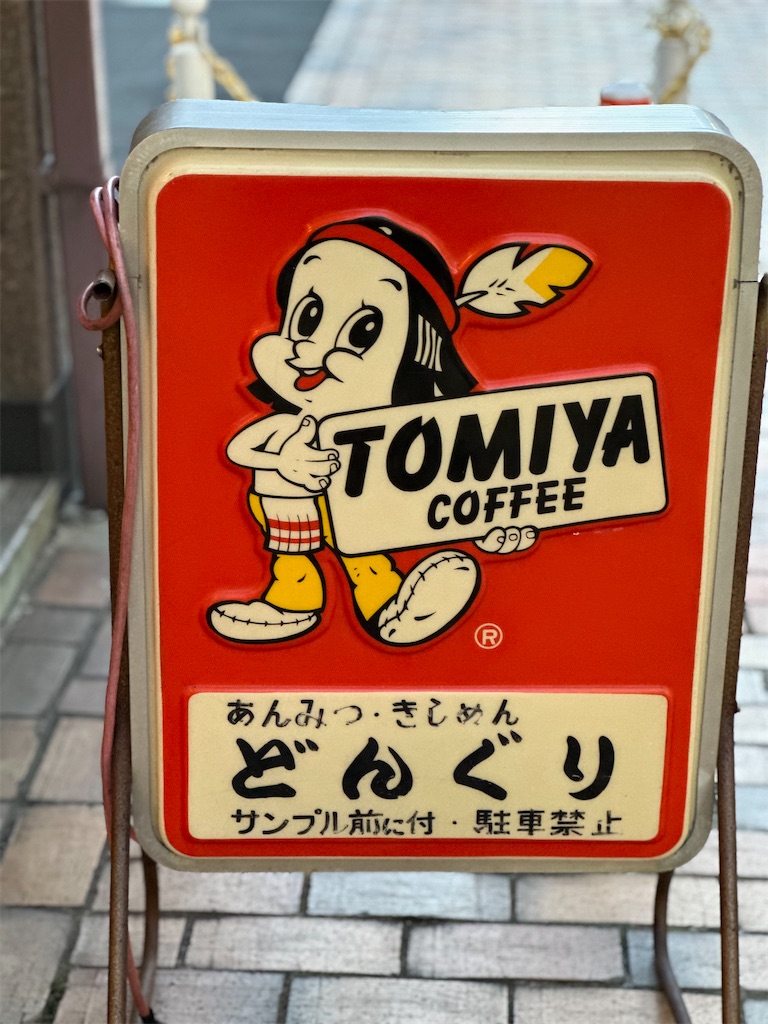 TOMIYA
COFFEE
®
あんみつ・きしめん
どんぐり
サンプル前に付・駐車禁止